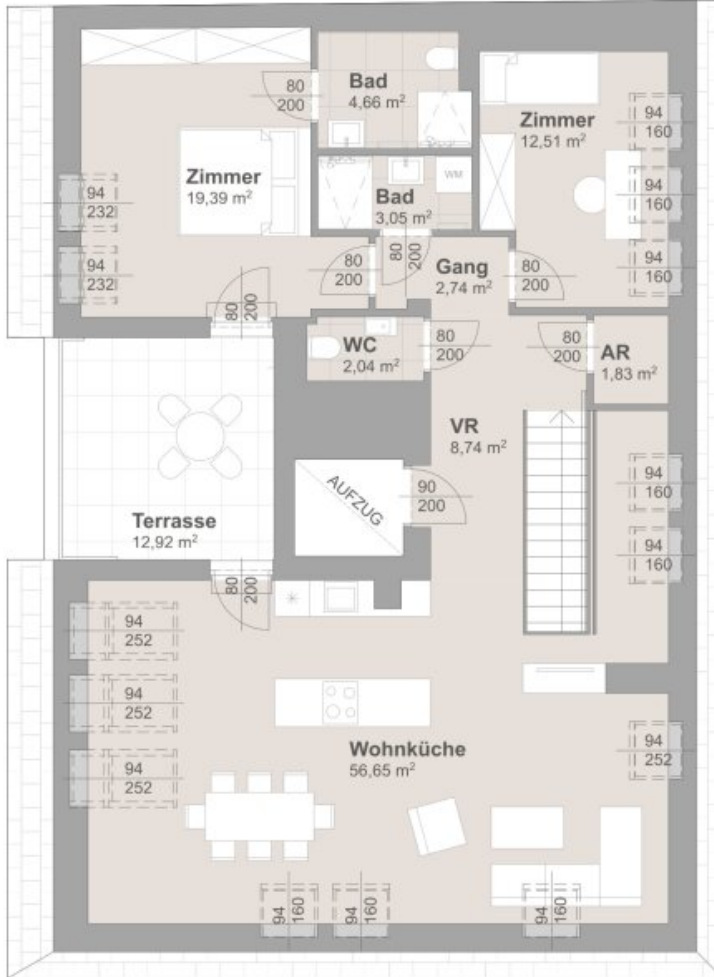 80
200
Bad
4,66 m²
Zimmer
12,51 m²
94
160
94
160
94
160
Zimmer
19,39 m²
94
232
94
232
WM
Bad
3,05 m²
80
200
80
200
Gang
2,74 m²
80
200
80
200
WC
2,04 m²
80
200
80
200
AR
1,83 m²
VR
8,74 m²
AUFZUG
90
200
94
160
94
160
Terrasse
12,92 m²
80
200
94
252
94
252
94
252
Wohnküche
56,65 m²
94
252
94
160
94
160
94
160